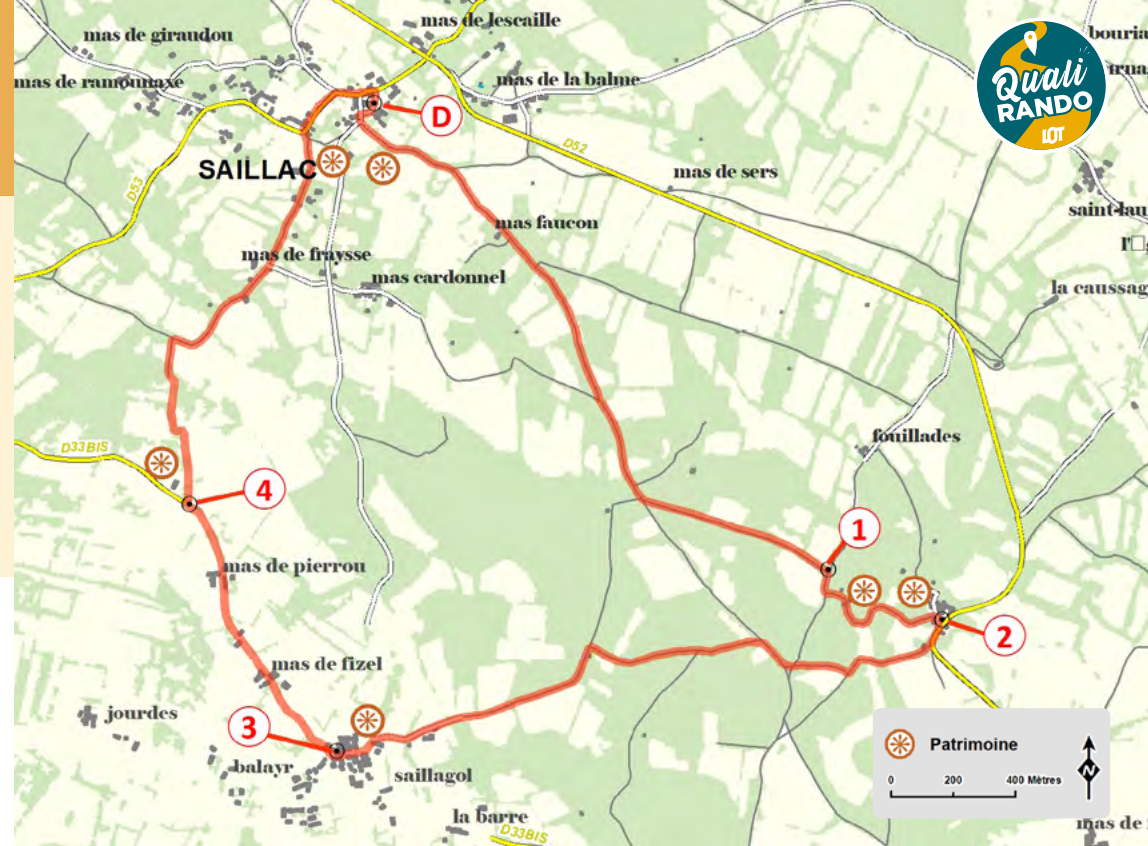 mas de lescaille
mas de giraudou
bouria
Quali
RANDO
LOT
mas de ramounaxe
mas de la balme
D
D52
SAILLAC
mas de sers
D53
saint-lau
mas faucon
mas de fraysse
mas cardonnel
la caussag
fouillades
D33BIS
4
1
mas de pierrou
2
mas de fizel
jourdes
3
balayr
saillagol
la barre
D33BIS
Patrimoine
0 200 400 Mètres
N
mas de